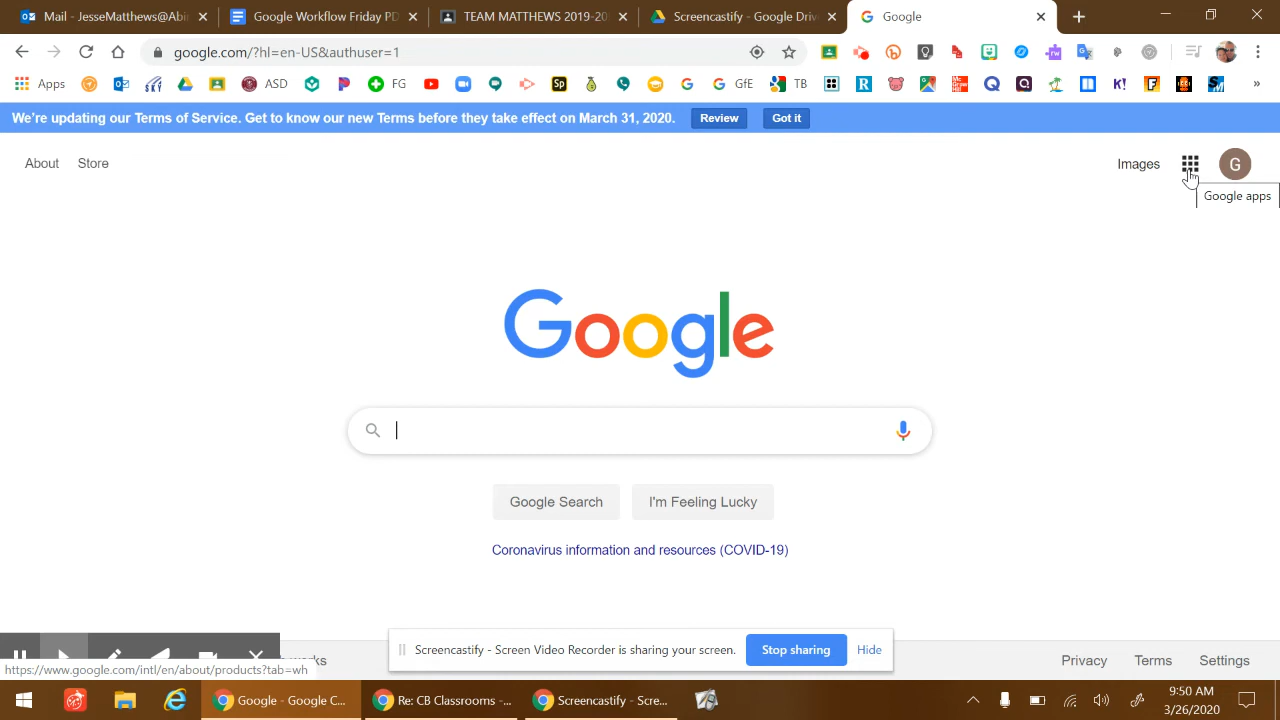 Mail - JesseMatthews@Abi
Google Workflow Friday PD
TEAM MATTHEWS 2019-20
Screencastify - Google Driv
Google
google.com/?hl=en-US&authuser=1
Apps
ASD
FG
Sp
GfE
TB
We're updating our Terms of Service. Get to know our new Terms before they take effect on March 31, 2020.
Review
Got it
About
Store
Images
G
Google apps
Google
Google Search
I'm Feeling Lucky
Coronavirus information and resources (COVID-19)
Screencastify - Screen Video Recorder is sharing your screen.
Stop sharing
Hide
Privacy
Terms
Settings
https://www.google.com/intl/en/about/products?tab=wh
Google - Google C...
Re: CB Classrooms -...
Screencastify - Scre...
9:50 AM
3/26/2020